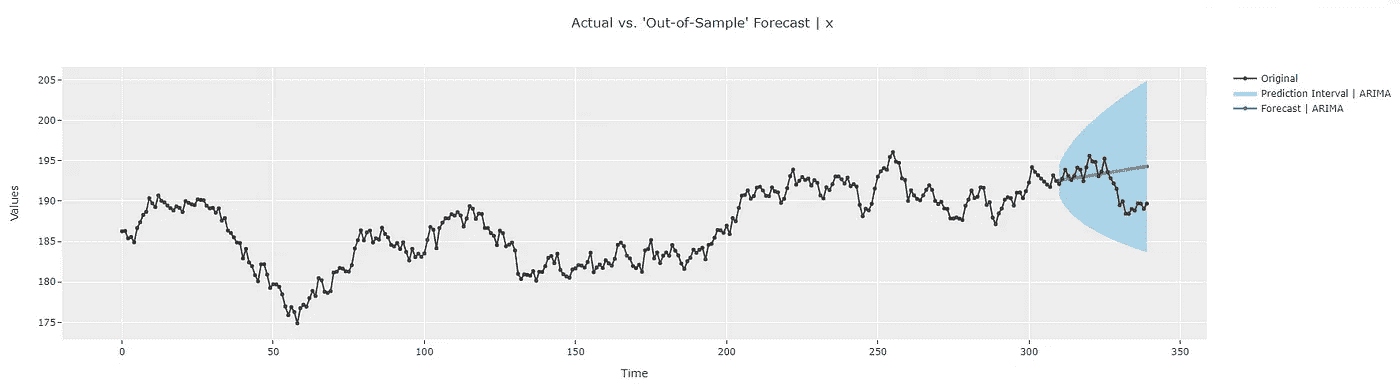 Actual vs. 'Out-of-Sample' Forecast | x
Original
Prediction Interval | ARIMA
Forecast | ARIMA
205
200
195
190
185
180
175
Values
0
50
100
150
200
250
300
350
Time